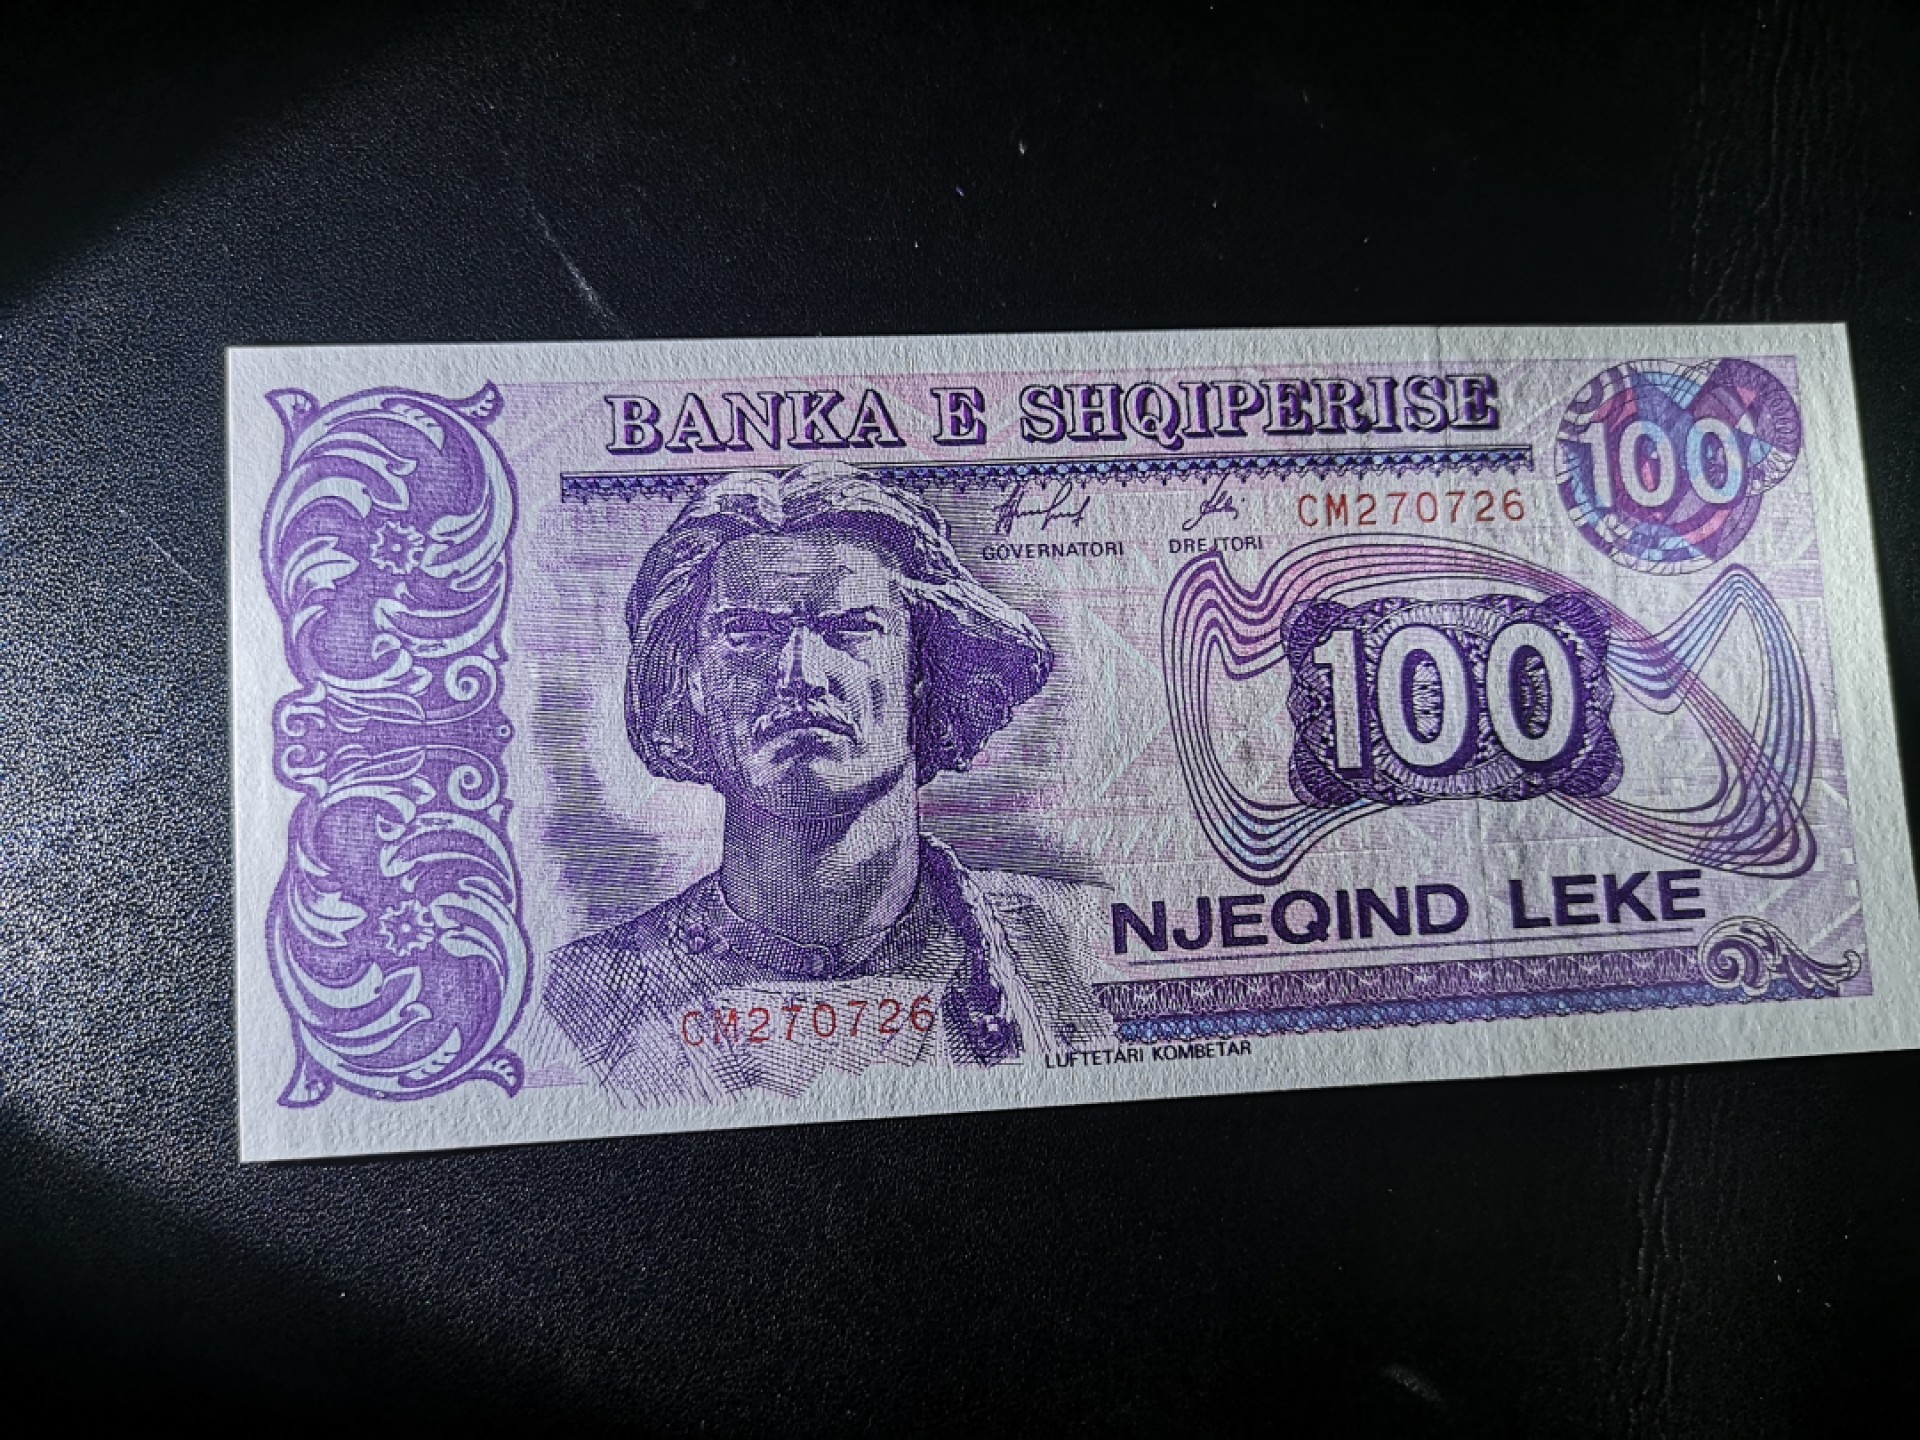 BANKA E SHQIPERISE
100
GOVERNATORI
DREJTORI
CM270726
100
NJEQIND LEKE
CM270726
LUFTETARI KOMBETAR